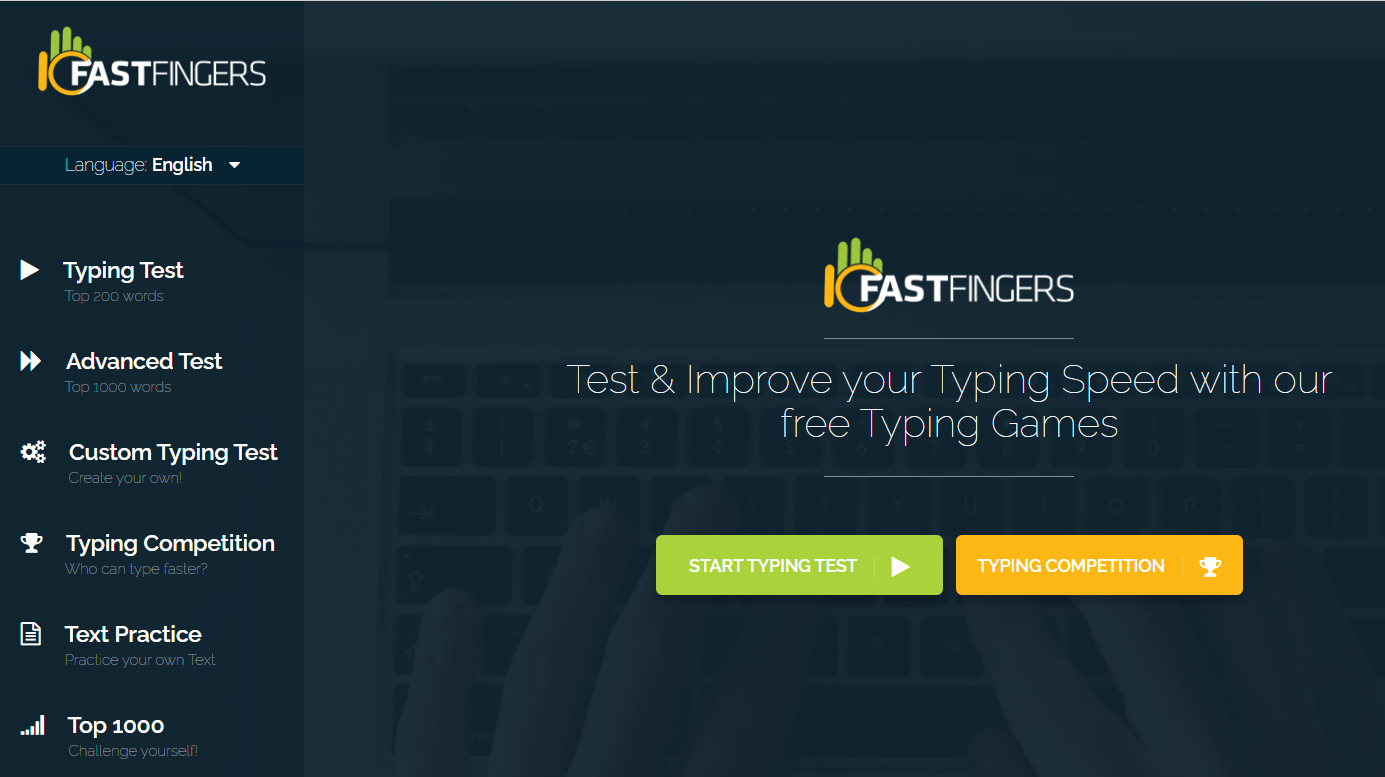 10FASTFINGERS
Language: English
Typing Test
Top 200 words
Advanced Test
Top 1000 words
Custom Typing Test
Create your own!
Typing Competition
Who can type faster?
Text Practice
Practice your own Text
Top 1000
Challenge yourself!
10FASTFINGERS
Test & Improve your Typing Speed with our
free Typing Games
START TYPING TEST
TYPING COMPETITION